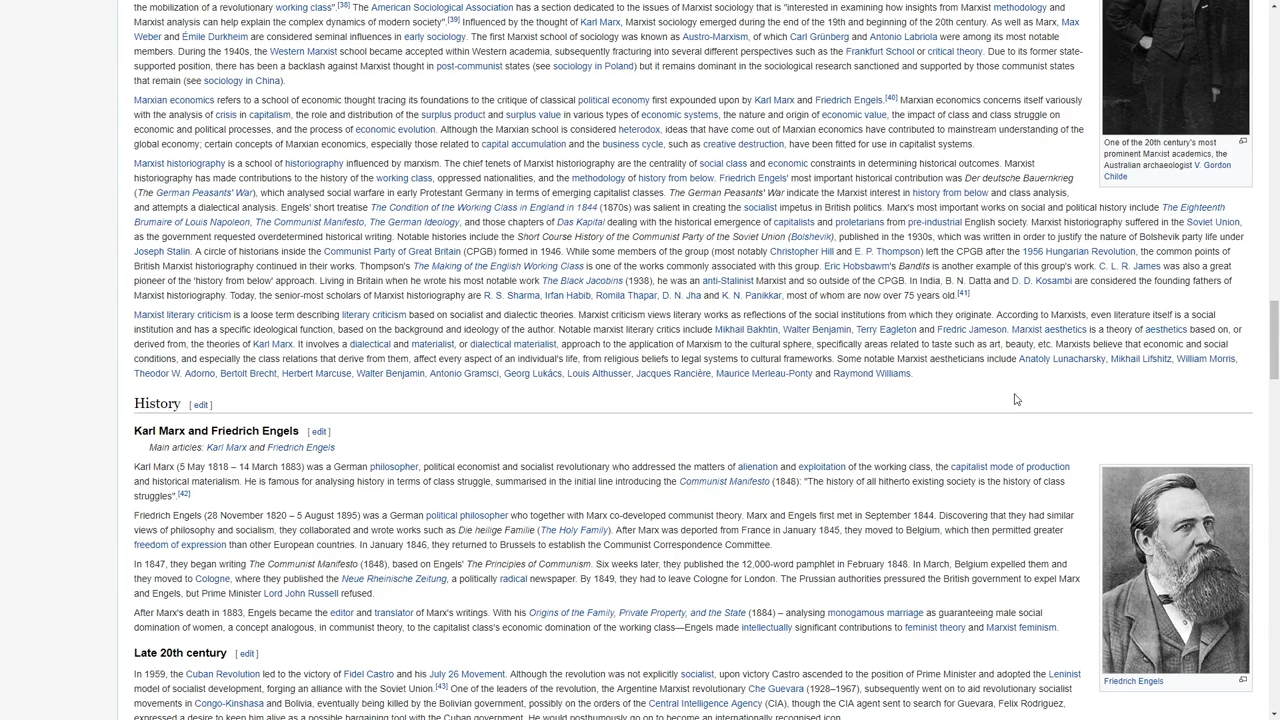 the mobilization of a revolutionary working class".[38] The American Sociological Association has a section dedicated to the issues of Marxist sociology that is "interested in examining how insights from Marxist methodology and
Marxist analysis can help explain the complex dynamics of modern society".[39] Influenced by the thought of Karl Marx, Marxist sociology emerged during the end of the 19th and beginning of the 20th century. As well as Marx, Max
Weber and Émile Durkheim are considered seminal influences in early sociology. The first Marxist school of sociology was known as Austro-Marxism, of which Carl Grünberg and Antonio Labriola were among its most notable
members. During the 1940s, the Western Marxist school became accepted within Western academia, subsequently fracturing into several different perspectives such as the Frankfurt School or critical theory. Due to its former state-
supported position, there has been a backlash against Marxist thought in post-communist states (see sociology in Poland) but it remains dominant in the sociological research sanctioned and supported by those communist states
that remain (see sociology in China).
Marxian economics refers to a school of economic thought tracing its foundations to the critique of classical political economy first expounded upon by Karl Marx and Friedrich Engels.[40] Marxian economics concerns itself variously
with the analysis of crisis in capitalism, the role and distribution of the surplus product and surplus value in various types of economic systems, the nature and origin of economic value, the impact of class and class struggle on
economic and political processes, and the process of economic evolution. Although the Marxian school is considered heterodox, ideas that have come out of Marxian economics have contributed to mainstream understanding of the
global economy; certain concepts of Marxian economics, especially those related to capital accumulation and the business cycle, such as creative destruction, have been fitted for use in capitalist systems.
Marxist historiography is a school of historiography influenced by marxism. The chief tenets of Marxist historiography are the centrality of social class and economic constraints in determining historical outcomes. Marxist
historiography has made contributions to the history of the working class, oppressed nationalities, and the methodology of history from below. Friedrich Engels' most important historical contribution was Der deutsche Bauernkrieg
(The German Peasants' War), which analysed social warfare in early Protestant Germany in terms of emerging capitalist classes. The German Peasants' War indicate the Marxist interest in history from below and class analysis,
and attempts a dialectical analysis. Engels' short treatise The Condition of the Working Class in England in 1844 (1870s) was salient in creating the socialist impetus in British politics. Marx's most important works on social and political history include The Eighteenth
Brumaire of Louis Napoleon, The Communist Manifesto, The German Ideology, and those chapters of Das Kapital dealing with the historical emergence of capitalists and proletarians from pre-industrial English society. Marxist historiography suffered in the Soviet Union,
as the government requested overdetermined historical writing. Notable histories include the Short Course History of the Communist Party of the Soviet Union (Bolshevik), published in the 1930s, which was written in order to justify the nature of Bolshevik party life under
Joseph Stalin. A circle of historians inside the Communist Party of Great Britain (CPGB) formed in 1946. While some members of the group (most notably Christopher Hill and E. P. Thompson) left the CPGB after the 1956 Hungarian Revolution, the common points of
British Marxist historiography continued in their works. Thompson's The Making of the English Working Class is one of the works commonly associated with this group. Eric Hobsbawm's Bandits is another example of this group's work. C. L. R. James was also a great
pioneer of the 'history from below' approach. Living in Britain when he wrote his most notable work The Black Jacobins (1938), he was an anti-Stalinist Marxist and so outside of the CPGB. In India, B. N. Datta and D. D. Kosambi are considered the founding fathers of
Marxist historiography. Today, the senior-most scholars of Marxist historiography are R. S. Sharma, Irfan Habib, Romila Thapar, D. N. Jha and K. N. Panikkar, most of whom are now over 75 years old.[41]
Marxist literary criticism is a loose term describing literary criticism based on socialist and dialectic theories. Marxist criticism views literary works as reflections of the social institutions from which they originate. According to Marxists, even literature itself is a social
institution and has a specific ideological function, based on the background and ideology of the author. Notable marxist literary critics include Mikhail Bakhtin, Walter Benjamin, Terry Eagleton and Fredric Jameson. Marxist aesthetics is a theory of aesthetics based on, or
derived from, the theories of Karl Marx. It involves a dialectical and materialist, or dialectical materialist, approach to the application of Marxism to the cultural sphere, specifically areas related to taste such as art, beauty, etc. Marxists believe that economic and social
conditions, and especially the class relations that derive from them, affect every aspect of an individual's life, from religious beliefs to legal systems to cultural frameworks. Some notable Marxist aestheticians include Anatoly Lunacharsky, Mikhail Lifshitz, William Morris,
Theodor W. Adorno, Bertolt Brecht, Herbert Marcuse, Walter Benjamin, Antonio Gramsci, Georg Lukács, Louis Althusser, Jacques Rancière, Maurice Merleau-Ponty and Raymond Williams.
One of the 20th century's most
prominent Marxist academics, the
Australian archaeologist V. Gordon
Childe
History [ edit ]
Karl Marx and Friedrich Engels [ edit ]
Main articles: Karl Marx and Friedrich Engels
Karl Marx (5 May 1818 – 14 March 1883) was a German philosopher, political economist and socialist revolutionary who addressed the matters of alienation and exploitation of the working class, the capitalist mode of production
and historical materialism. He is famous for analysing history in terms of class struggle, summarised in the initial line introducing the Communist Manifesto (1848): "The history of all hitherto existing society is the history of class
struggles".[42]
Friedrich Engels (28 November 1820 – 5 August 1895) was a German political philosopher who together with Marx co-developed communist theory. Marx and Engels first met in September 1844. Discovering that they had similar
views of philosophy and socialism, they collaborated and wrote works such as Die heilige Familie (The Holy Family). After Marx was deported from France in January 1845, they moved to Belgium, which then permitted greater
freedom of expression than other European countries. In January 1846, they returned to Brussels to establish the Communist Correspondence Committee.
In 1847, they began writing The Communist Manifesto (1848), based on Engels' The Principles of Communism. Six weeks later, they published the 12,000-word pamphlet in February 1848. In March, Belgium expelled them and
they moved to Cologne, where they published the Neue Rheinische Zeitung, a politically radical newspaper. By 1849, they had to leave Cologne for London. The Prussian authorities pressured the British government to expel Marx
and Engels, but Prime Minister Lord John Russell refused.
After Marx's death in 1883, Engels became the editor and translator of Marx's writings. With his Origins of the Family, Private Property, and the State (1884) – analysing monogamous marriage as guaranteeing male social
domination of women, a concept analogous, in communist theory, to the capitalist class's economic domination of the working class—Engels made intellectually significant contributions to feminist theory and Marxist feminism.
Friedrich Engels
Late 20th century [ edit ]
In 1959, the Cuban Revolution led to the victory of Fidel Castro and his July 26 Movement. Although the revolution was not explicitly socialist, upon victory Castro ascended to the position of Prime Minister and adopted the Leninist
model of socialist development, forging an alliance with the Soviet Union.[43] One of the leaders of the revolution, the Argentine Marxist revolutionary Che Guevara (1928–1967), subsequently went on to aid revolutionary socialist
movements in Congo-Kinshasa and Bolivia, eventually being killed by the Bolivian government, possibly on the orders of the Central Intelligence Agency (CIA), though the CIA agent sent to search for Guevara, Felix Rodriguez,
expressed a desire to keep him alive as a possible bargaining tool with the Cuban government. He would posthumously go on to become an internationally recognised icon.